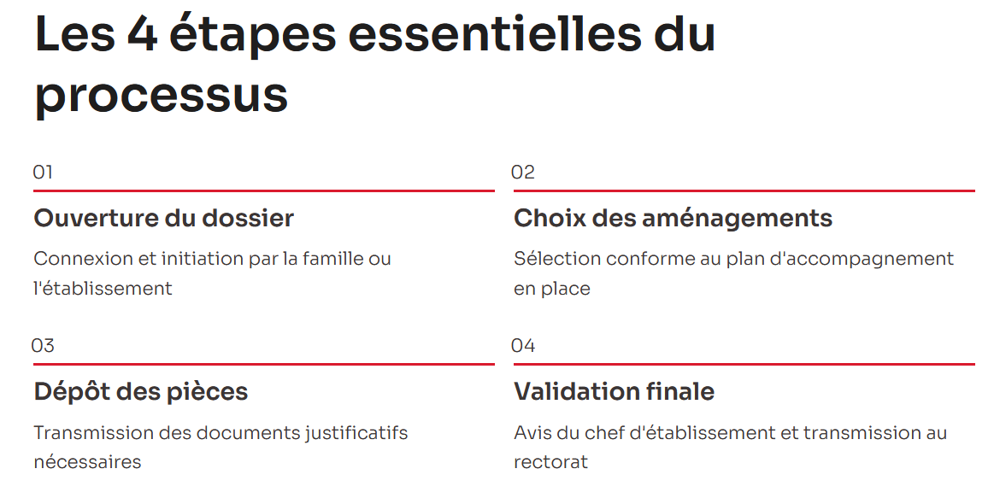 Les 4 étapes essentielles du
processus
01
Ouverture du dossier
Connexion et initiation par la famille ou
l'établissement
02
Choix des aménagements
Sélection conforme au plan d'accompagnement
en place
03
Dépôt des pièces
Transmission des documents justificatifs
nécessaires
04
Validation finale
Avis du chef d'établissement et transmission au
rectorat